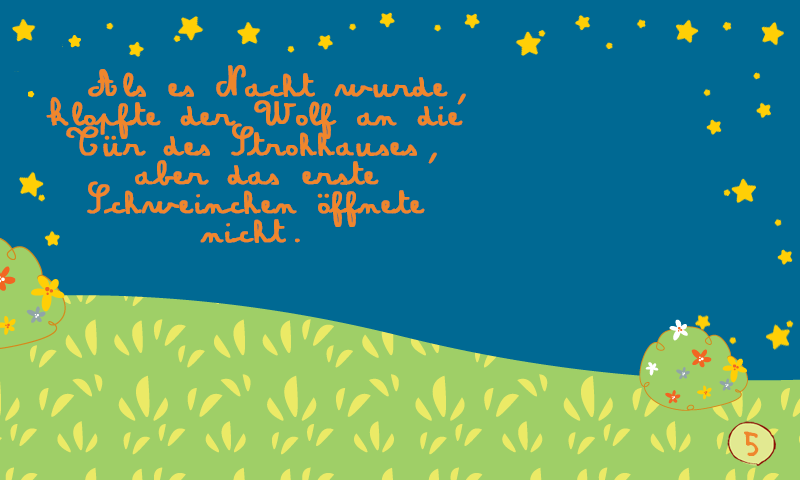 Als es Nacht wurde,
klopfte der Wolf an die
Tür des Strohhauses,
aber das erste
Schweinchen öffnete
nicht.
5